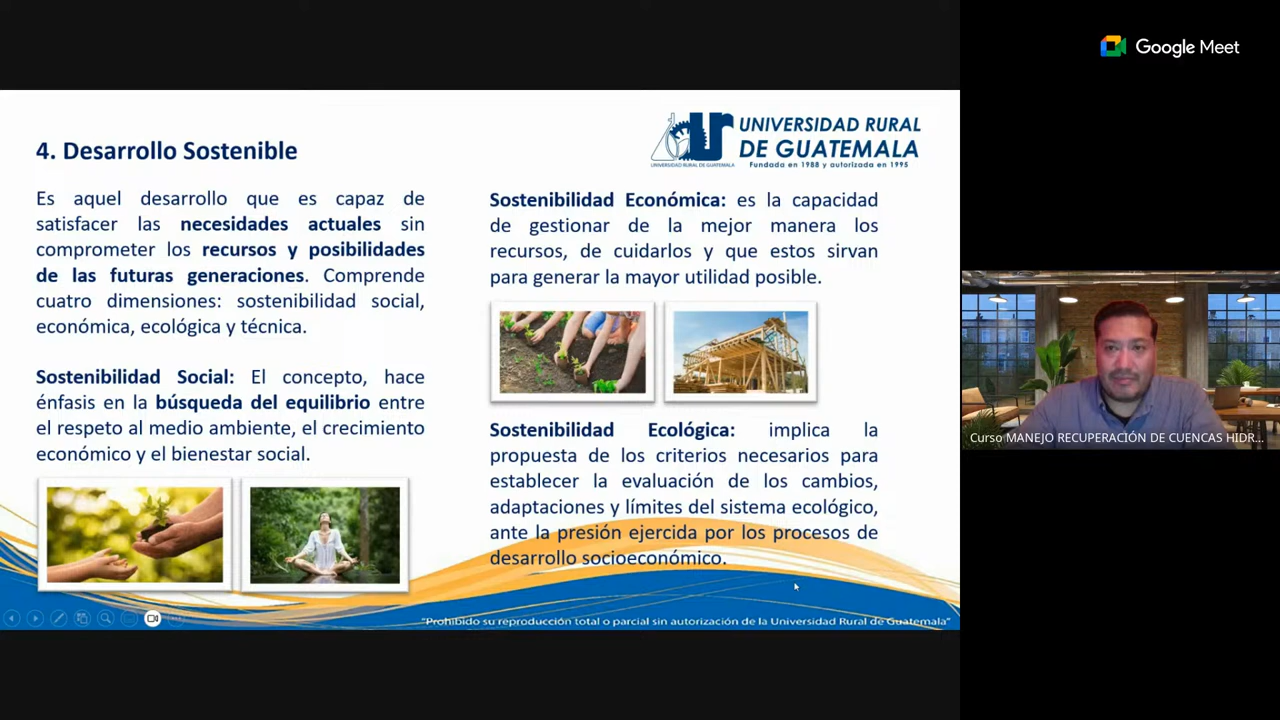 Google Meet
UNIVERSIDAD RURAL
DE GUATEMALA
Fundada en 1988 y autorizada en 1995
UNIVERSIDAD RURAL DE GUATEMALA
4. Desarrollo Sostenible
Es aquel desarrollo que es capaz de
satisfacer las necesidades actuales sin
comprometer los recursos y posibilidades
de las futuras generaciones. Comprende
cuatro dimensiones: sostenibilidad social,
económica, ecológica y técnica.
Sostenibilidad Social: El concepto, hace
énfasis en la búsqueda del equilibrio entre
el respeto al medio ambiente, el crecimiento
económico y el bienestar social.
Sostenibilidad Económica: es la capacidad
de gestionar de la mejor manera los
recursos, de cuidarlos y que estos sirvan
para generar la mayor utilidad posible.
Sostenibilidad Ecológica: implica la
propuesta de los criterios necesarios para
establecer la evaluación de los cambios,
adaptaciones y límites del sistema ecológico,
ante la presión ejercida por los procesos de
desarrollo socioeconómico.
"Prohibido su reproducción total o parcial sin autorización de la Universidad Rural de Guatemala"
Curso MANEJO RECUPERACIÓN DE CUENCAS HIDR...